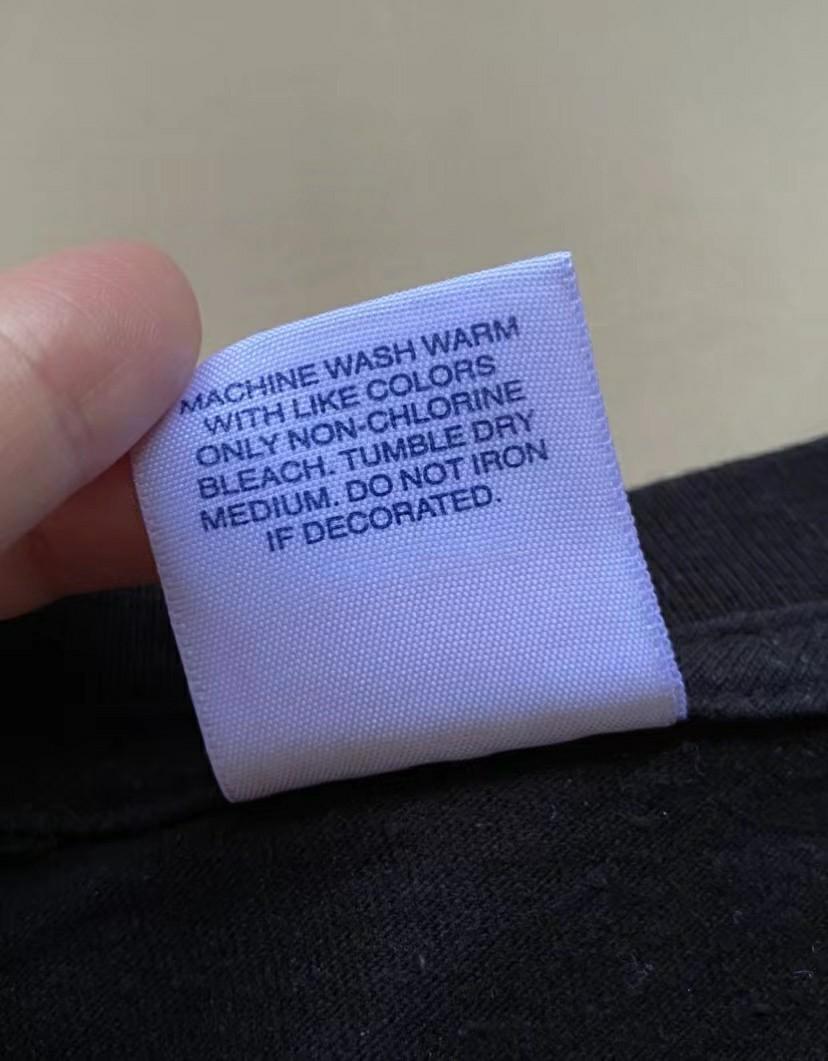 MACHINE WASH WARM
WITH LIKE COLORS
ONLY NON-CHLORINE
BLEACH. TUMBLE DRY
MEDIUM. DO NOT IRON
IF DECORATED.